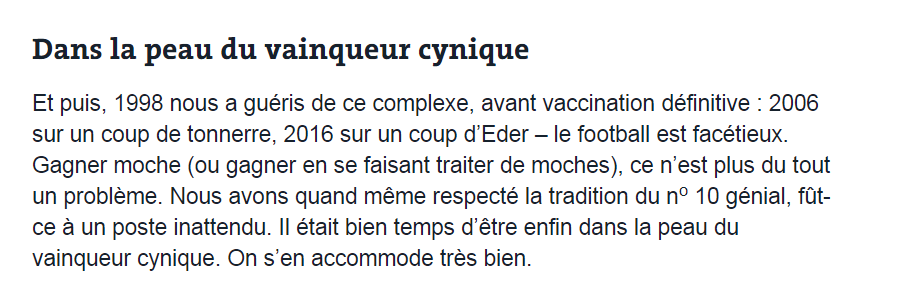 Dans la peau du vainqueur cynique
Et puis, 1998 nous a guéris de ce complexe, avant vaccination définitive : 2006
sur un coup de tonnerre, 2016 sur un coup d’Eder – le football est facétieux.
Gagner moche (ou gagner en se faisant traiter de moches), ce n’est plus du tout
un problème. Nous avons quand même respecté la tradition du nº 10 génial, fût-
ce à un poste inattendu. Il était bien temps d’être enfin dans la peau du
vainqueur cynique. On s’en accommode très bien.